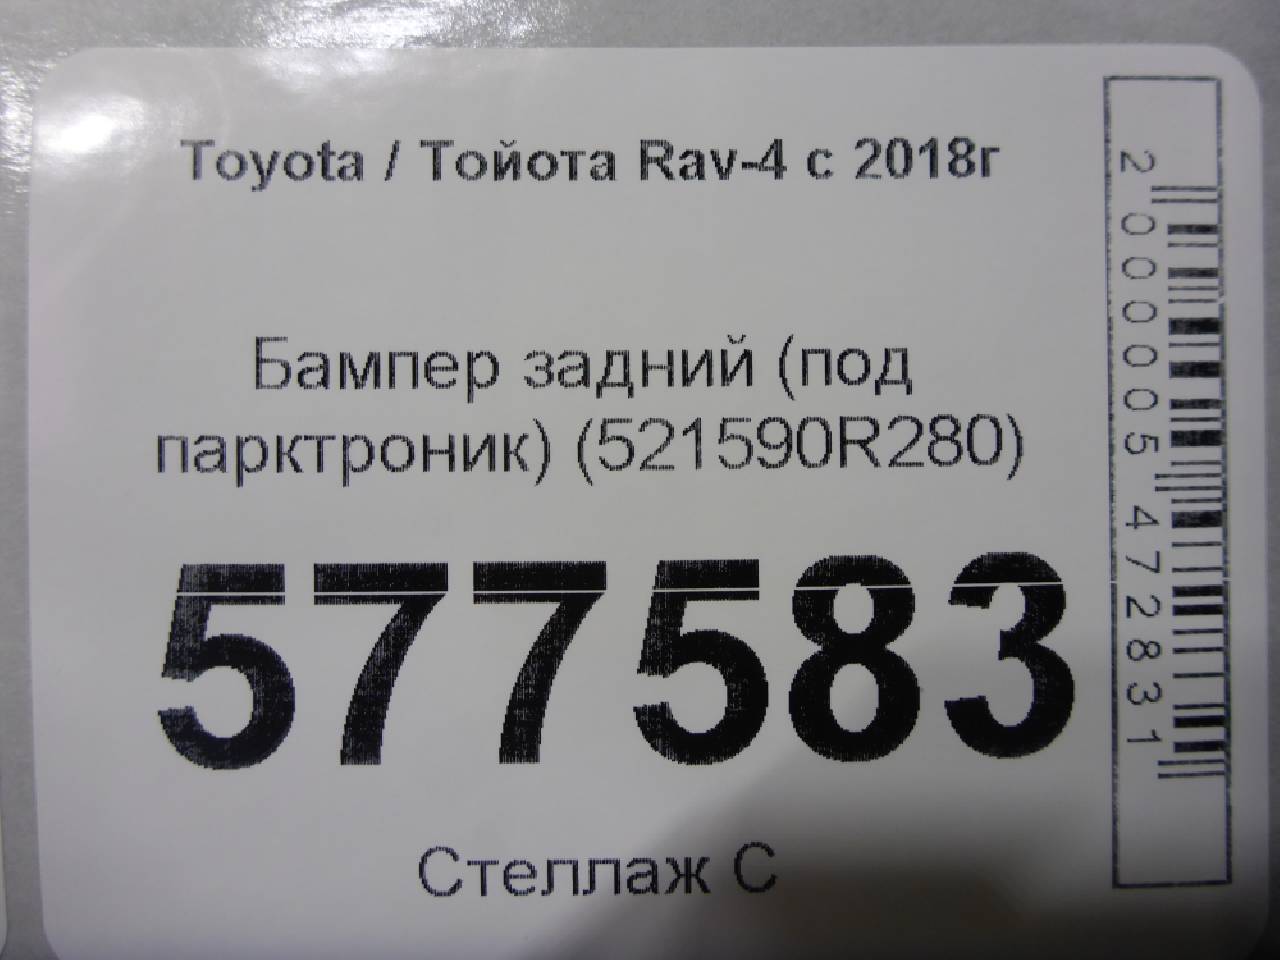 Toyota / Тойота Rav-4 с 2018г
Бампер задний (под
парктроник) (521590R280)
577583
Стеллаж С
2000005472831